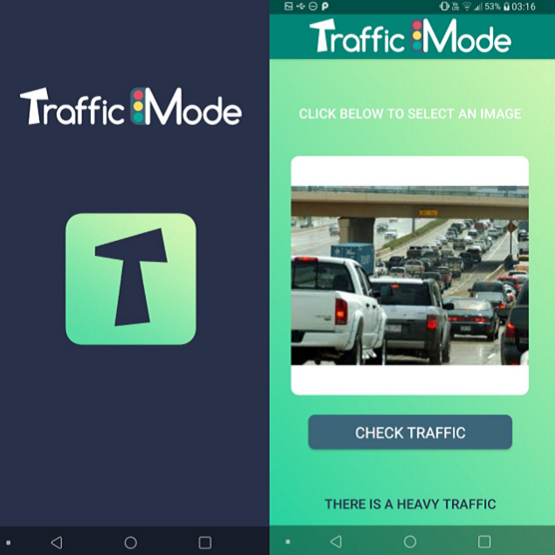 Traffic Mode
T
53% 03:16
Traffic Mode
CLICK BELOW TO SELECT AN IMAGE
CHECK TRAFFIC
THERE IS A HEAVY TRAFFIC